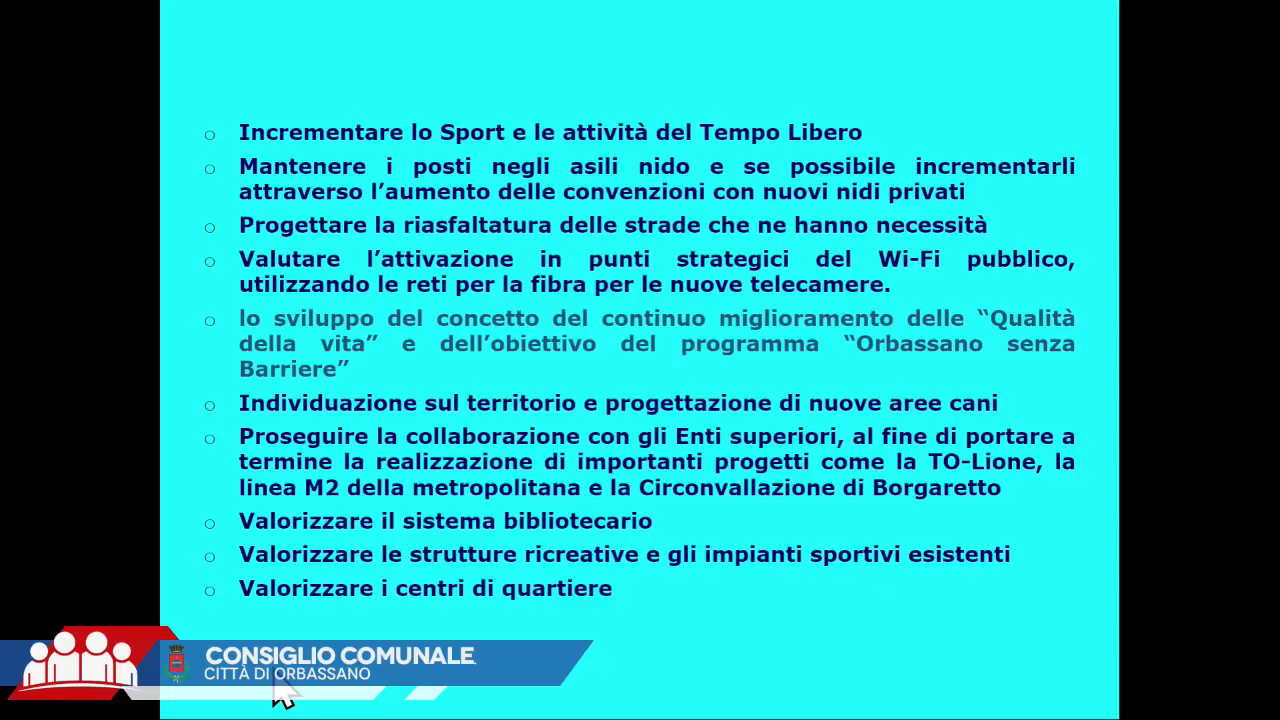 Incrementare lo Sport e le attività del Tempo Libero
Mantenere i posti negli asili nido e se possibile incrementarli
attraverso l’aumento delle convenzioni con nuovi nidi privati
Progettare la riasfaltatura delle strade che ne hanno necessità
Valutare l’attivazione in punti strategici del Wi-Fi pubblico,
utilizzando le reti per la fibra per le nuove telecamere.
lo sviluppo del concetto del continuo miglioramento delle “Qualità
della vita” e dell’obiettivo del programma “Orbassano senza
Barriere”
Individuazione sul territorio e progettazione di nuove aree cani
Proseguire la collaborazione con gli Enti superiori, al fine di portare a
termine la realizzazione di importanti progetti come la TO-Lione, la
linea M2 della metropolitana e la Circonvallazione di Borgaretto
Valorizzare il sistema bibliotecario
Valorizzare le strutture ricreative e gli impianti sportivi esistenti
Valorizzare i centri di quartiere
CONSIGLIO COMUNALE
CITTÀ DI ORBASSANO